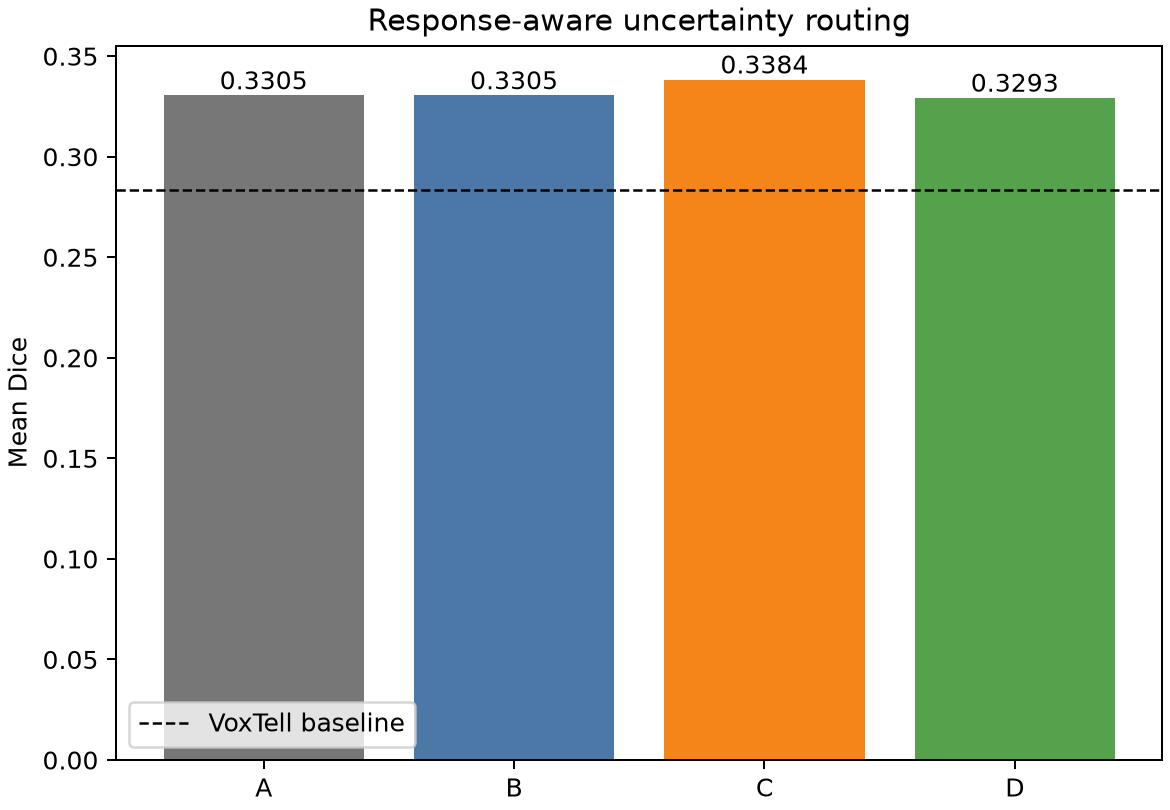 Response-aware uncertainty routing
0.35
0.30
0.25
0.20
0.15
0.10
0.05
0.00
Mean Dice
0.3305
0.3305
0.3384
0.3293
VoxTell baseline
A
B
C
D